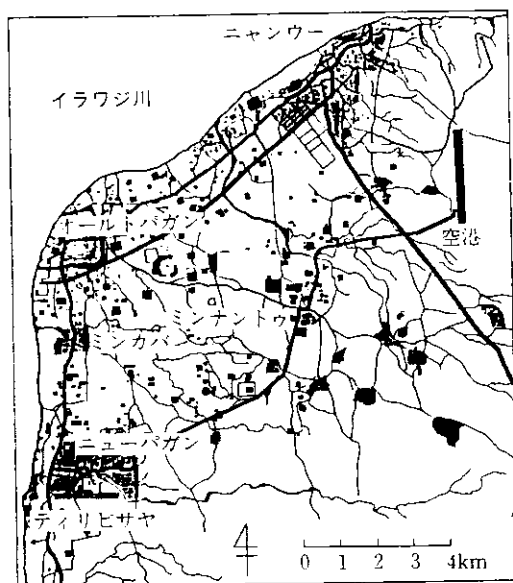 ニャンウー
イラワジ川
オールドパガン
空港
ミンナントゥ
ミンカバー
ニューパガン
ティリピサヤ
0 1 2 3 4km